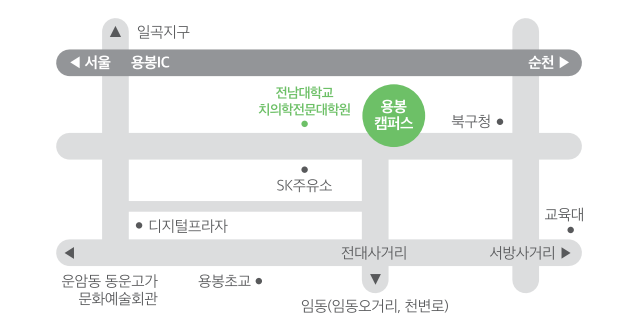 ▲ 일곡지구
◀ 서울 용봉IC 순천 ▶
전남대학교
치의학전문대학원
용봉
캠퍼스
북구청
SK주유소
디지털프라자
교육대
◀ 전대사거리 서방사거리 ▶
운암동 동운고가
문화예술회관
용봉초교
▼
임동(임동오거리, 천변로)